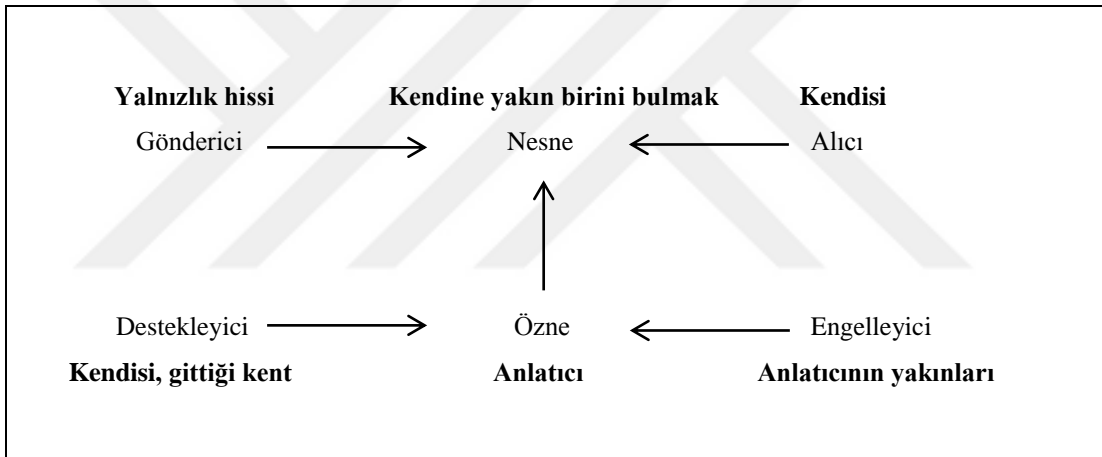 Yalnızlık hissi Kendine yakın birini bulmak Kendisi
Gönderici Nesne Alıcı
Destekleyici Özne Engelleyici
Kendisi, gittiği kent Anlatıcı Anlatıcının yakınları